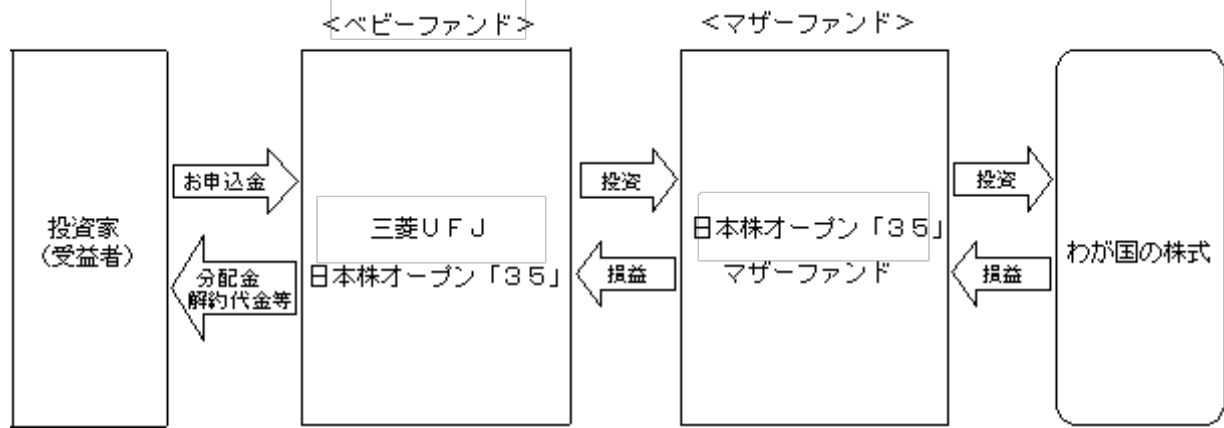 ＜ベビーファンド＞
＜マザーファンド＞
投資家
（受益者）
お申込金
分配金
解約代金等
三菱ＵＦＪ
日本株オープン「３５」
投資
損益
日本株オープン「３５」
マザーファンド
投資
損益
わが国の株式